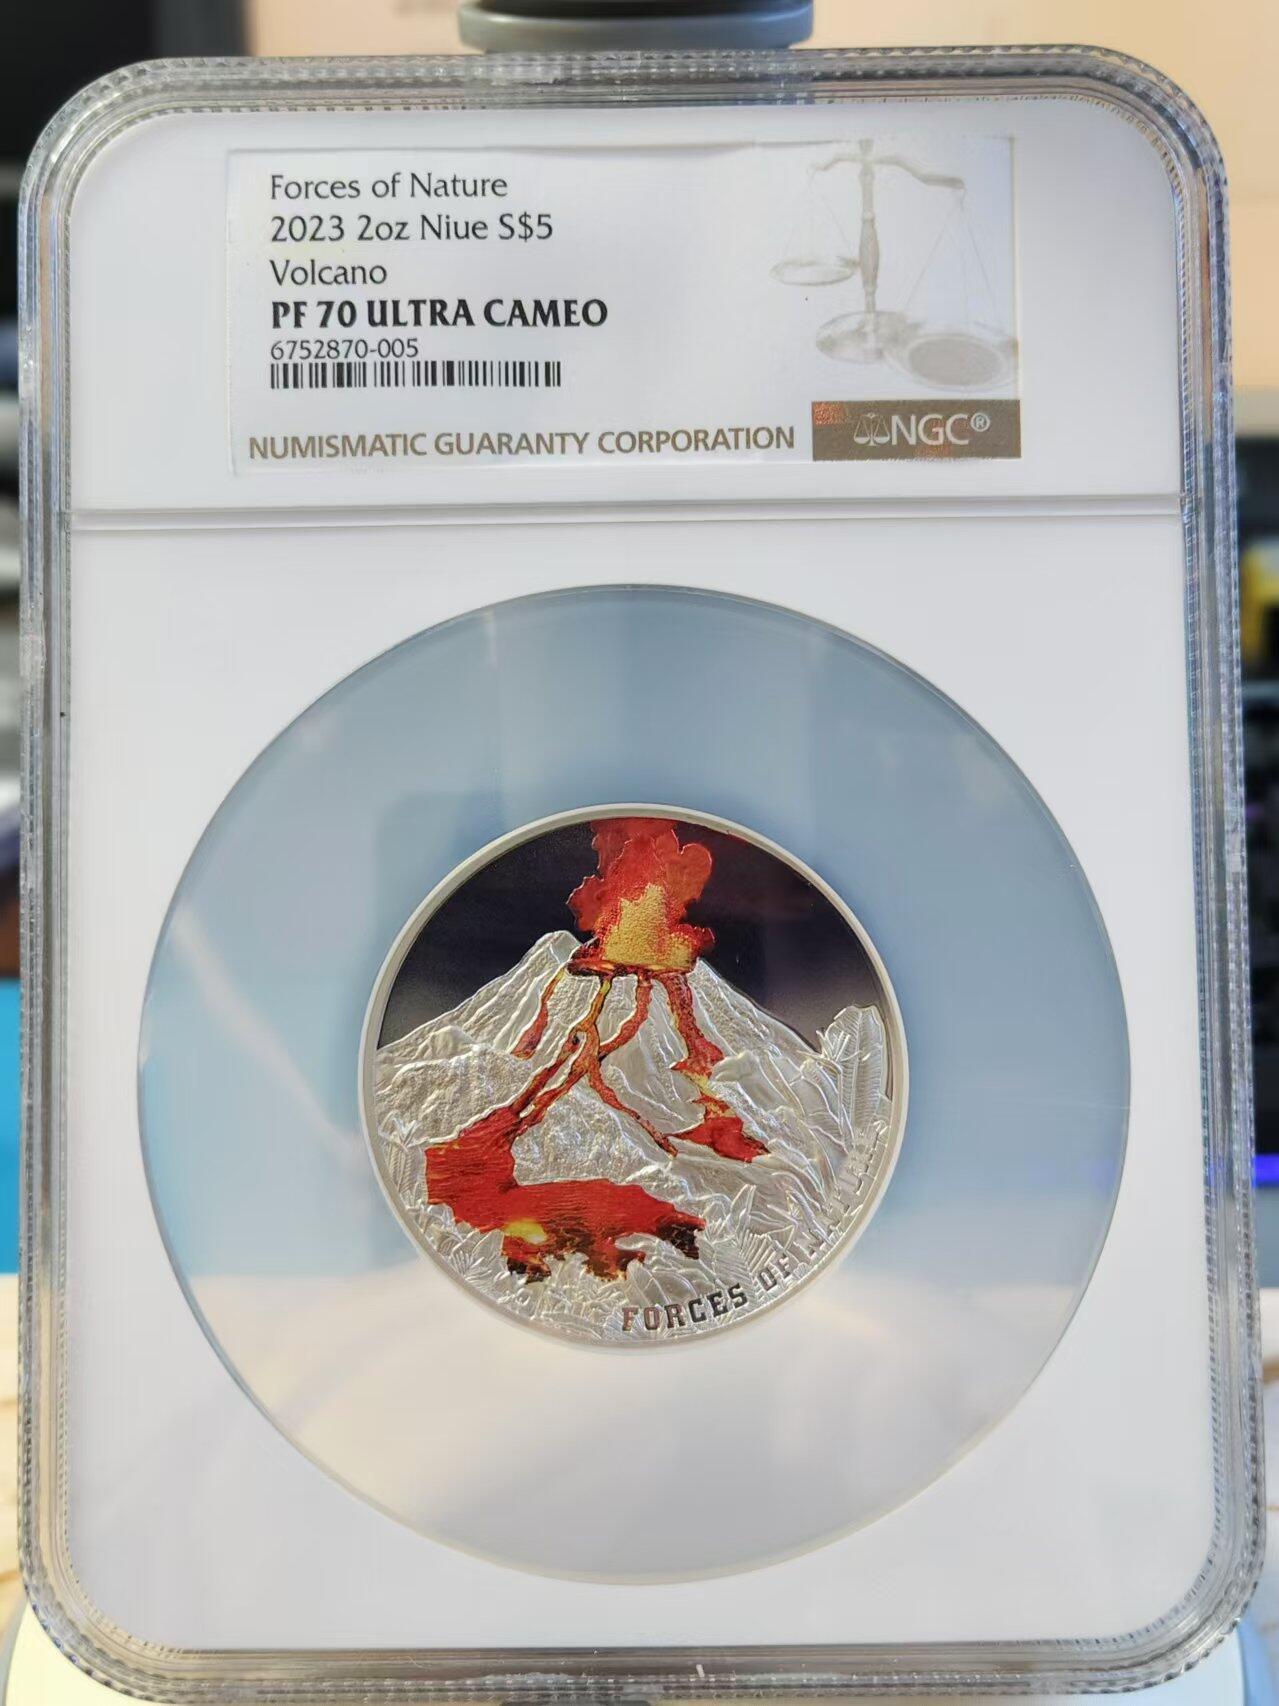 Forces of Nature
2023 2oz Niue S$5
Volcano
PF 70 ULTRA CAMEO
6752870-005
NUMISMATIC GUARANTY CORPORATION
NGC®
FORCES OF NATURE